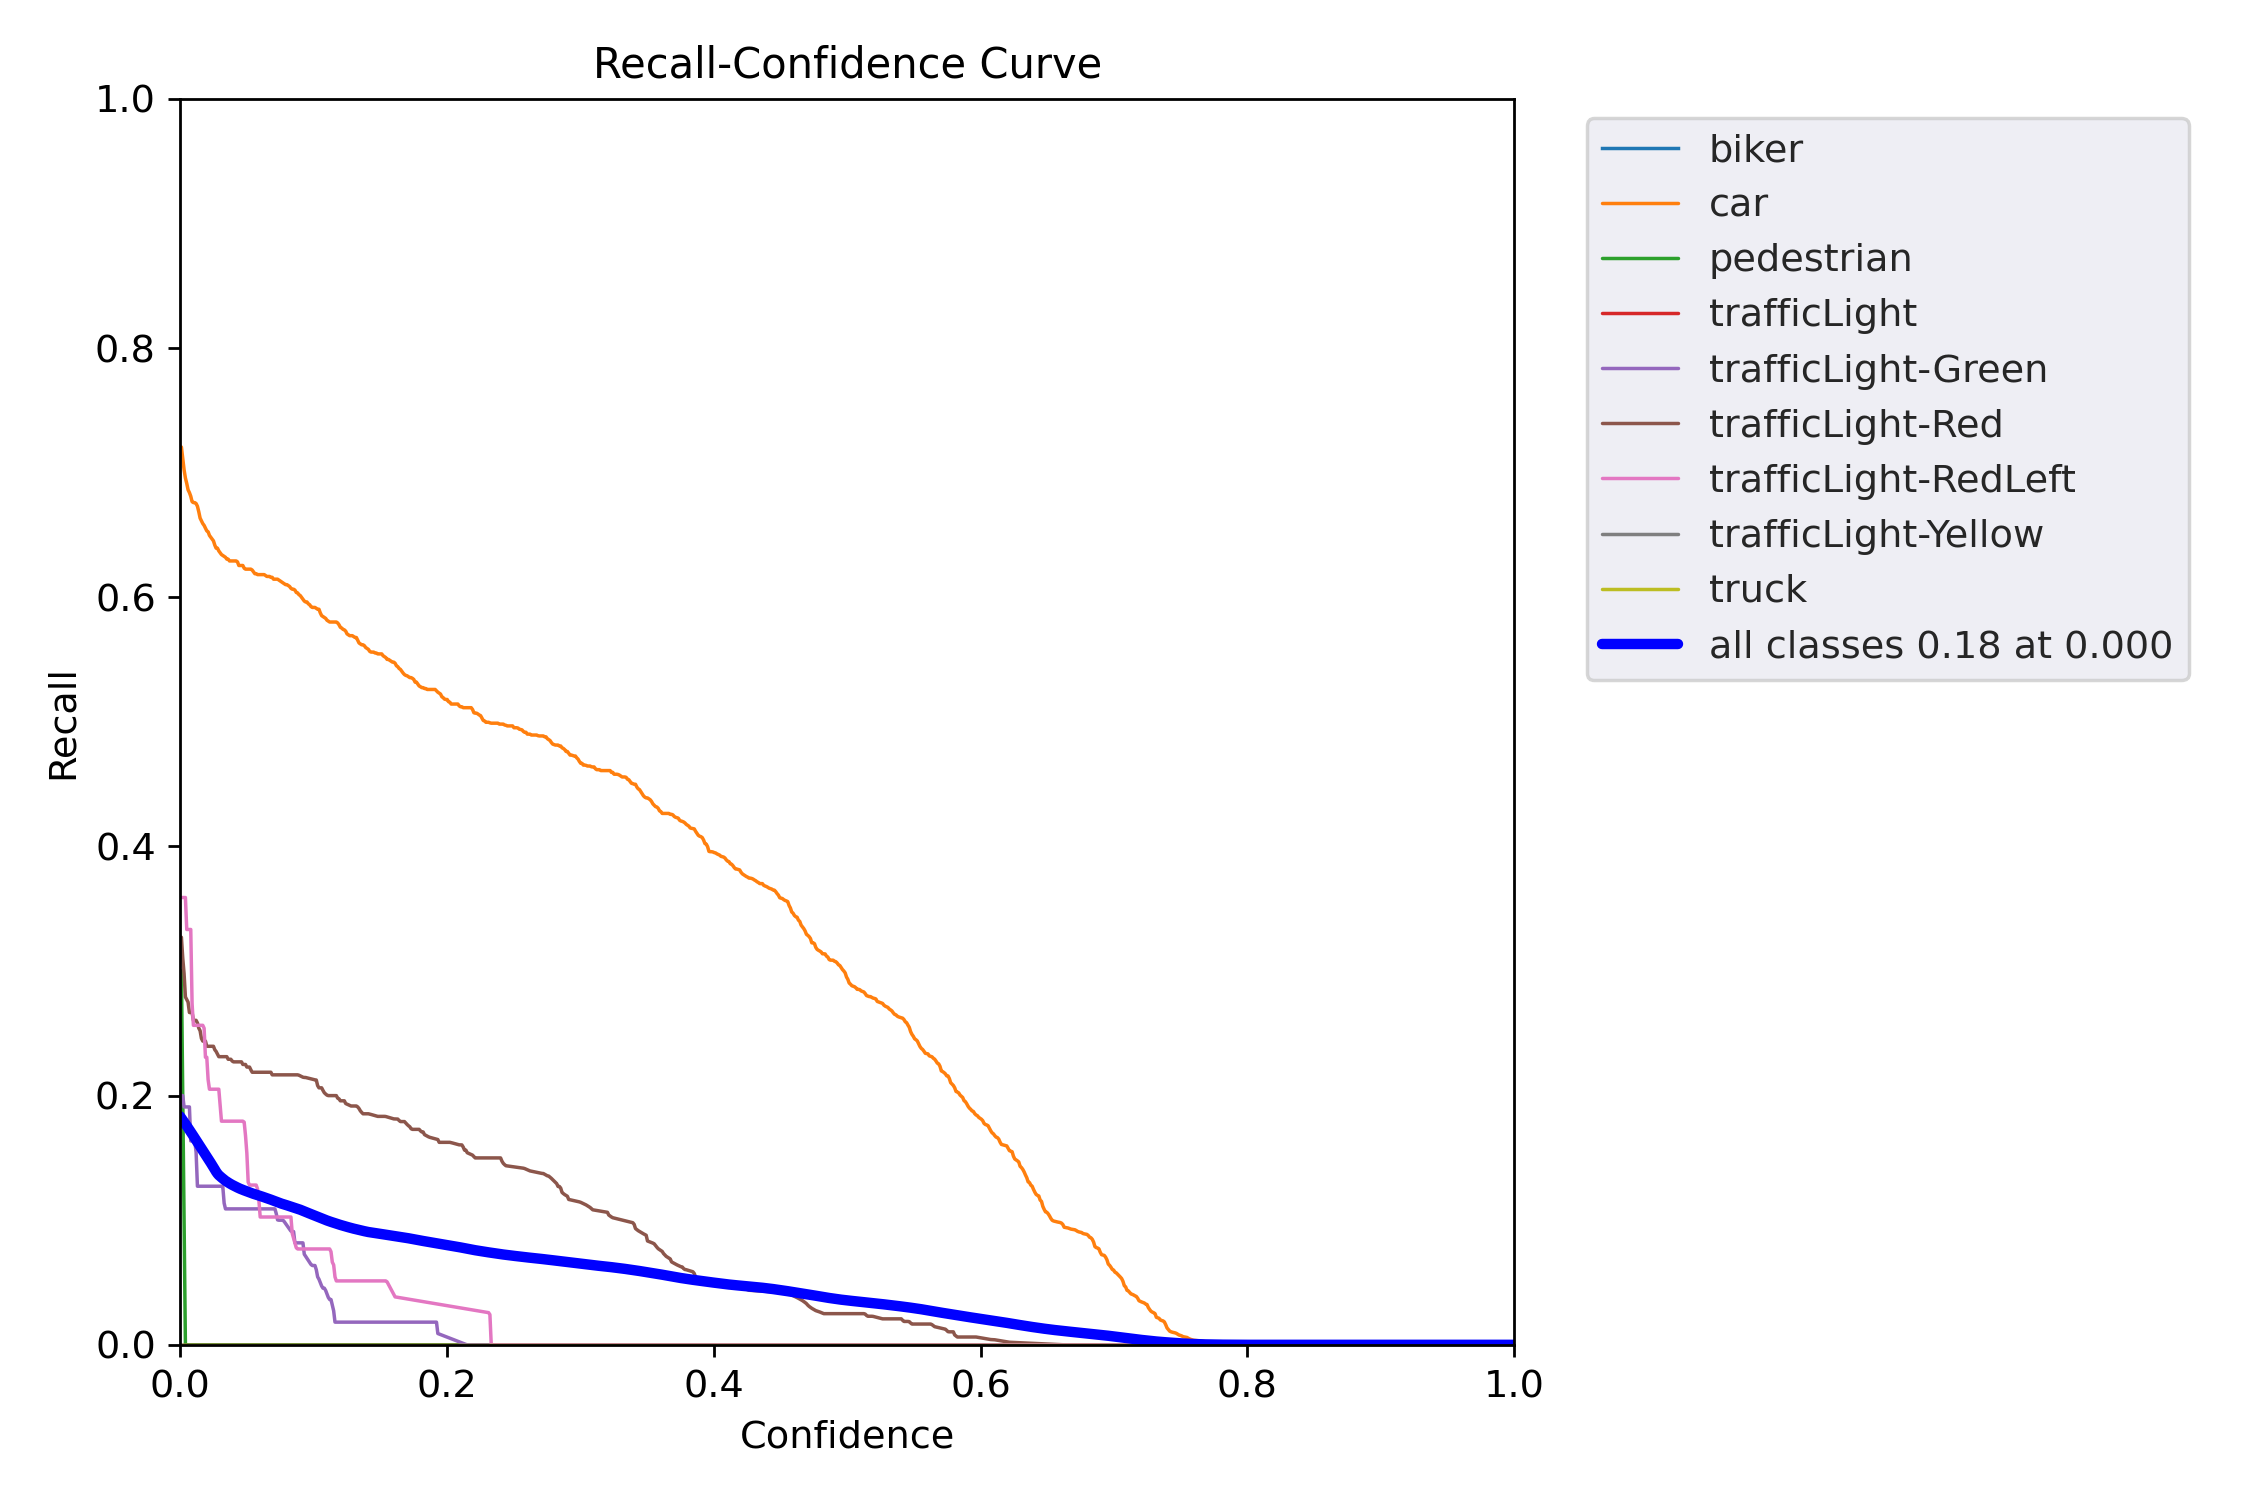 Recall-Confidence Curve
1.0
0.8
0.6
0.4
0.2
0.0
Recall
0.0 0.2 0.4 0.6 0.8 1.0
Confidence
biker
car
pedestrian
trafficLight
trafficLight-Green
trafficLight-Red
trafficLight-RedLeft
trafficLight-Yellow
truck
all classes 0.18 at 0.000